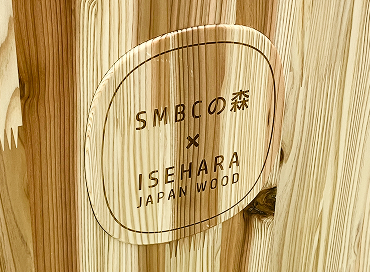 SMBCの森
×
ISEHARA
JAPAN WOOD